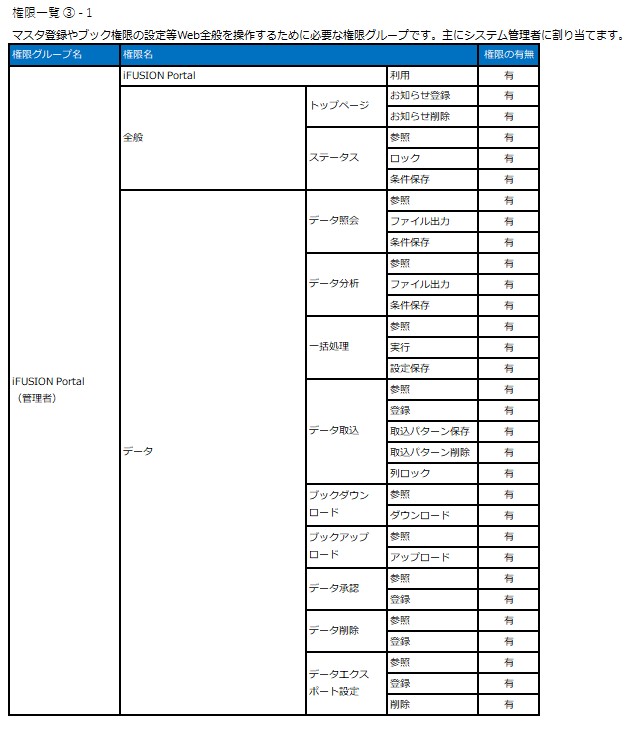 権限一覧 ③ - 1
マスタ登録やブック権限の設定等Web全般を操作するために必要な権限グループです。主にシステム管理者に割り当てます。
権限グループ名 権限名 権限の有無
iFUSION Portal 利用 有
トップページ お知らせ登録 有
お知らせ削除 有
全般
ステータス 参照 有
ロック 有
条件保存 有
データ照会 参照 有
ファイル出力 有
条件保存 有
データ分析 参照 有
ファイル出力 有
条件保存 有
一括処理 参照 有
実行 有
設定保存 有
iFUSION Portal
（管理者）
データ
データ取込 参照 有
登録 有
取込パターン保存 有
取込パターン削除 有
列ロック 有
ブックダウン
ロード
参照 有
ダウンロード 有
ブックアップ
ロード
参照 有
アップロード 有
データ承認 参照 有
登録 有
データ削除 参照 有
登録 有
データエクス
ポート設定
参照 有
登録 有
削除 有